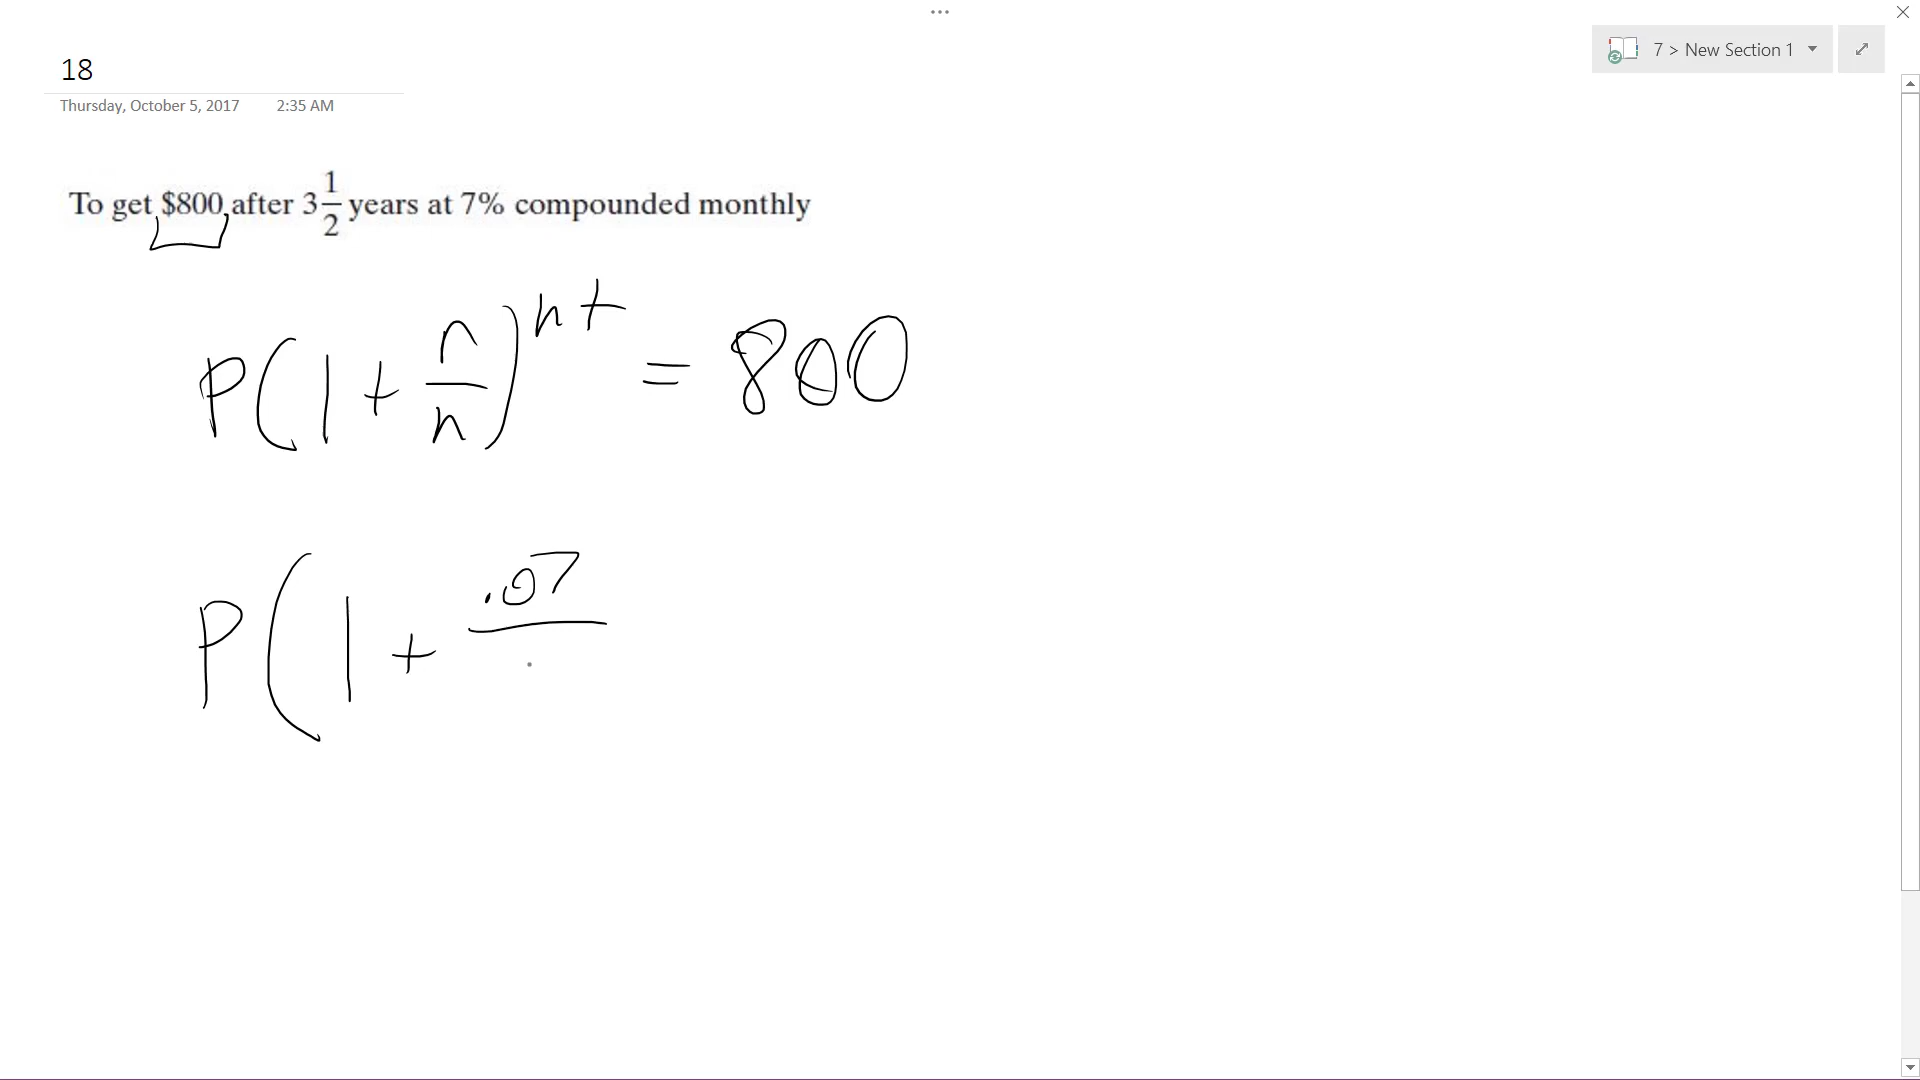 ...
7 > New Section 1
18
Thursday, October 5, 2017 2:35 AM
To get $800, after 3 1/2 years at 7% compounded monthly
P(1 + r/n)^nt = 800
P(1 + .07/